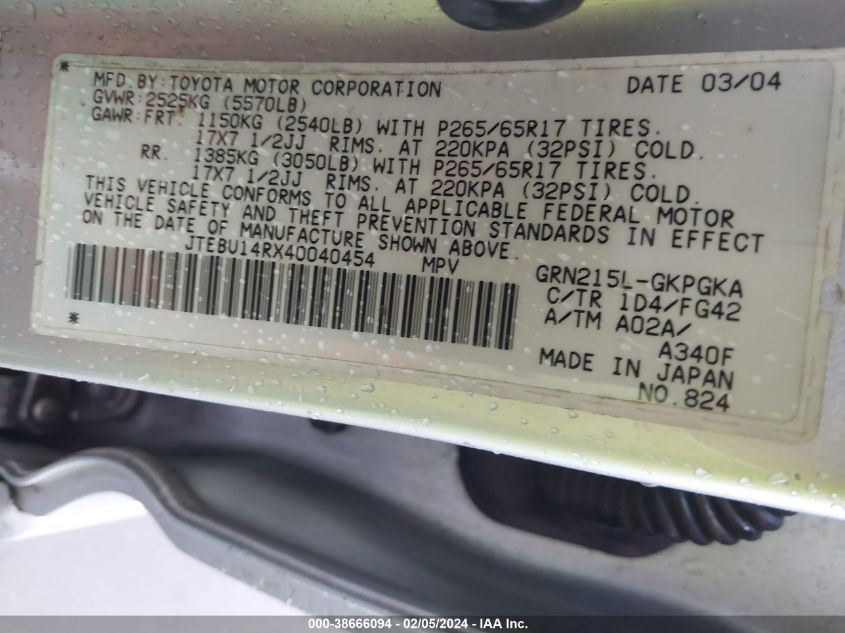 * MFD.BY:TOYOTA MOTOR CORPORATION DATE 03/04
GVWR:2525KG (5570LB)
GAWR:FRT. 1150KG (2540LB) WITH P265/65R17 TIRES.
17X7 1/2JJ RIMS. AT 220KPA (32PSI) COLD.
RR. 1385KG (3050LB) WITH P265/65R17 TIRES.
17X7 1/2JJ RIMS. AT 220KPA (32PSI) COLD.
THIS VEHICLE CONFORMS TO ALL APPLICABLE FEDERAL MOTOR
VEHICLE SAFETY AND THEFT PREVENTION STANDARDS IN EFFECT
ON THE DATE OF MANUFACTURE SHOWN ABOVE.
JTEBU14RX40040454 MPV
GRN215L-GKPGKA
C/TR 1D4/FG42
* A/TM A02A/
A340F
MADE IN JAPAN
NO.824
000-38666094 - 02/05/2024 - IAA Inc.